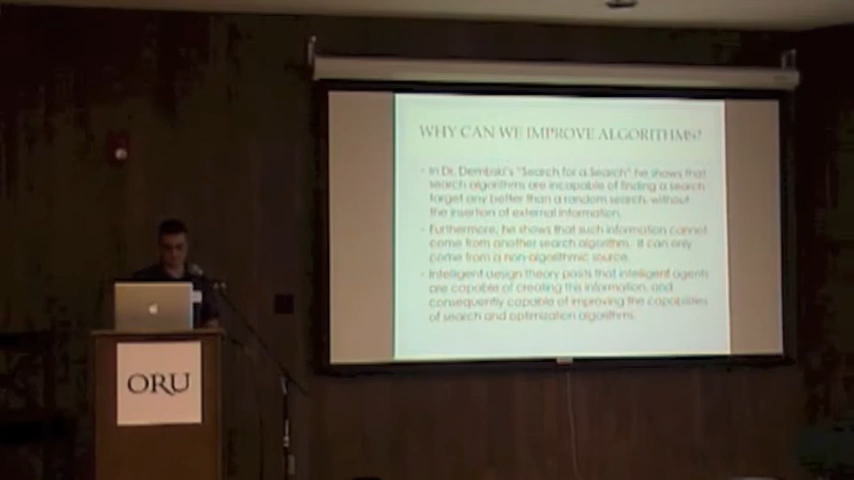 WHY CAN WE IMPROVE ALGORITHMS?
- In Dr. Dembski's "Search for a Search" he shows that
search algorithms are incapable of finding a search
target any better than a random search, without
the insertion of external information.
- Furthermore, he shows that such information cannot
come from another search algorithm. It can only
come from a non-algorithmic source.
- Intelligent design theory posits that intelligent agents
are capable of creating this information, and
consequently capable of improving the capabilities
of search and optimization algorithms.
ORU